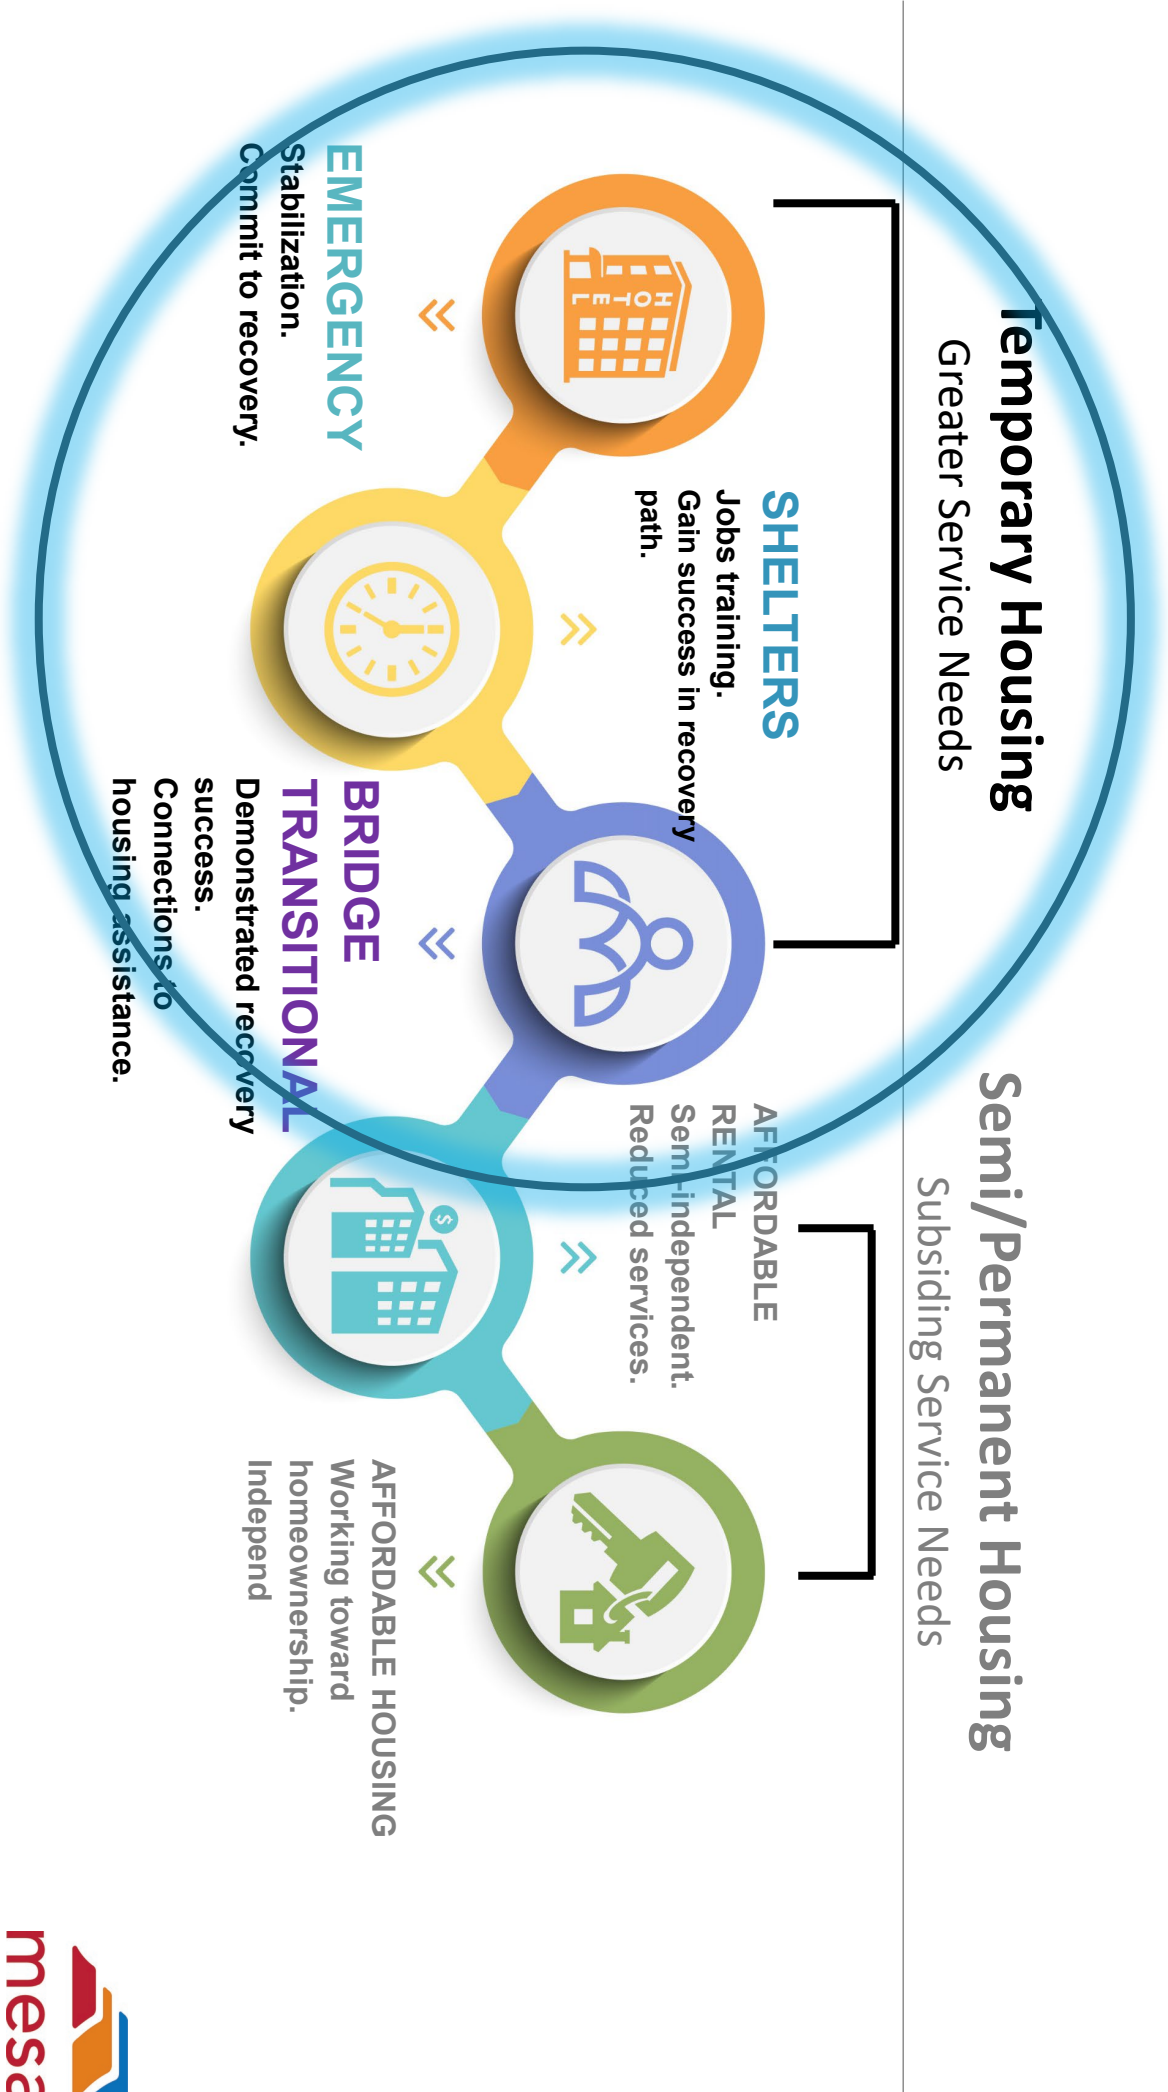 Temporary Housing
Greater Service Needs
Semi/Permanent Housing
Subsiding Service Needs
HOTEL
EMERGENCY
Stabilization.
Commit to recovery.
SHELTERS
Jobs training.
Gain success in recovery
path.
BRIDGE
TRANSITIONAL
Demonstrated recovery
success.
Connections to
housing assistance.
AFFORDABLE
RENTAL
Semi-independent.
Reduced services.
$
AFFORDABLE HOUSING
Working toward
homeownership.
Independ
mesa